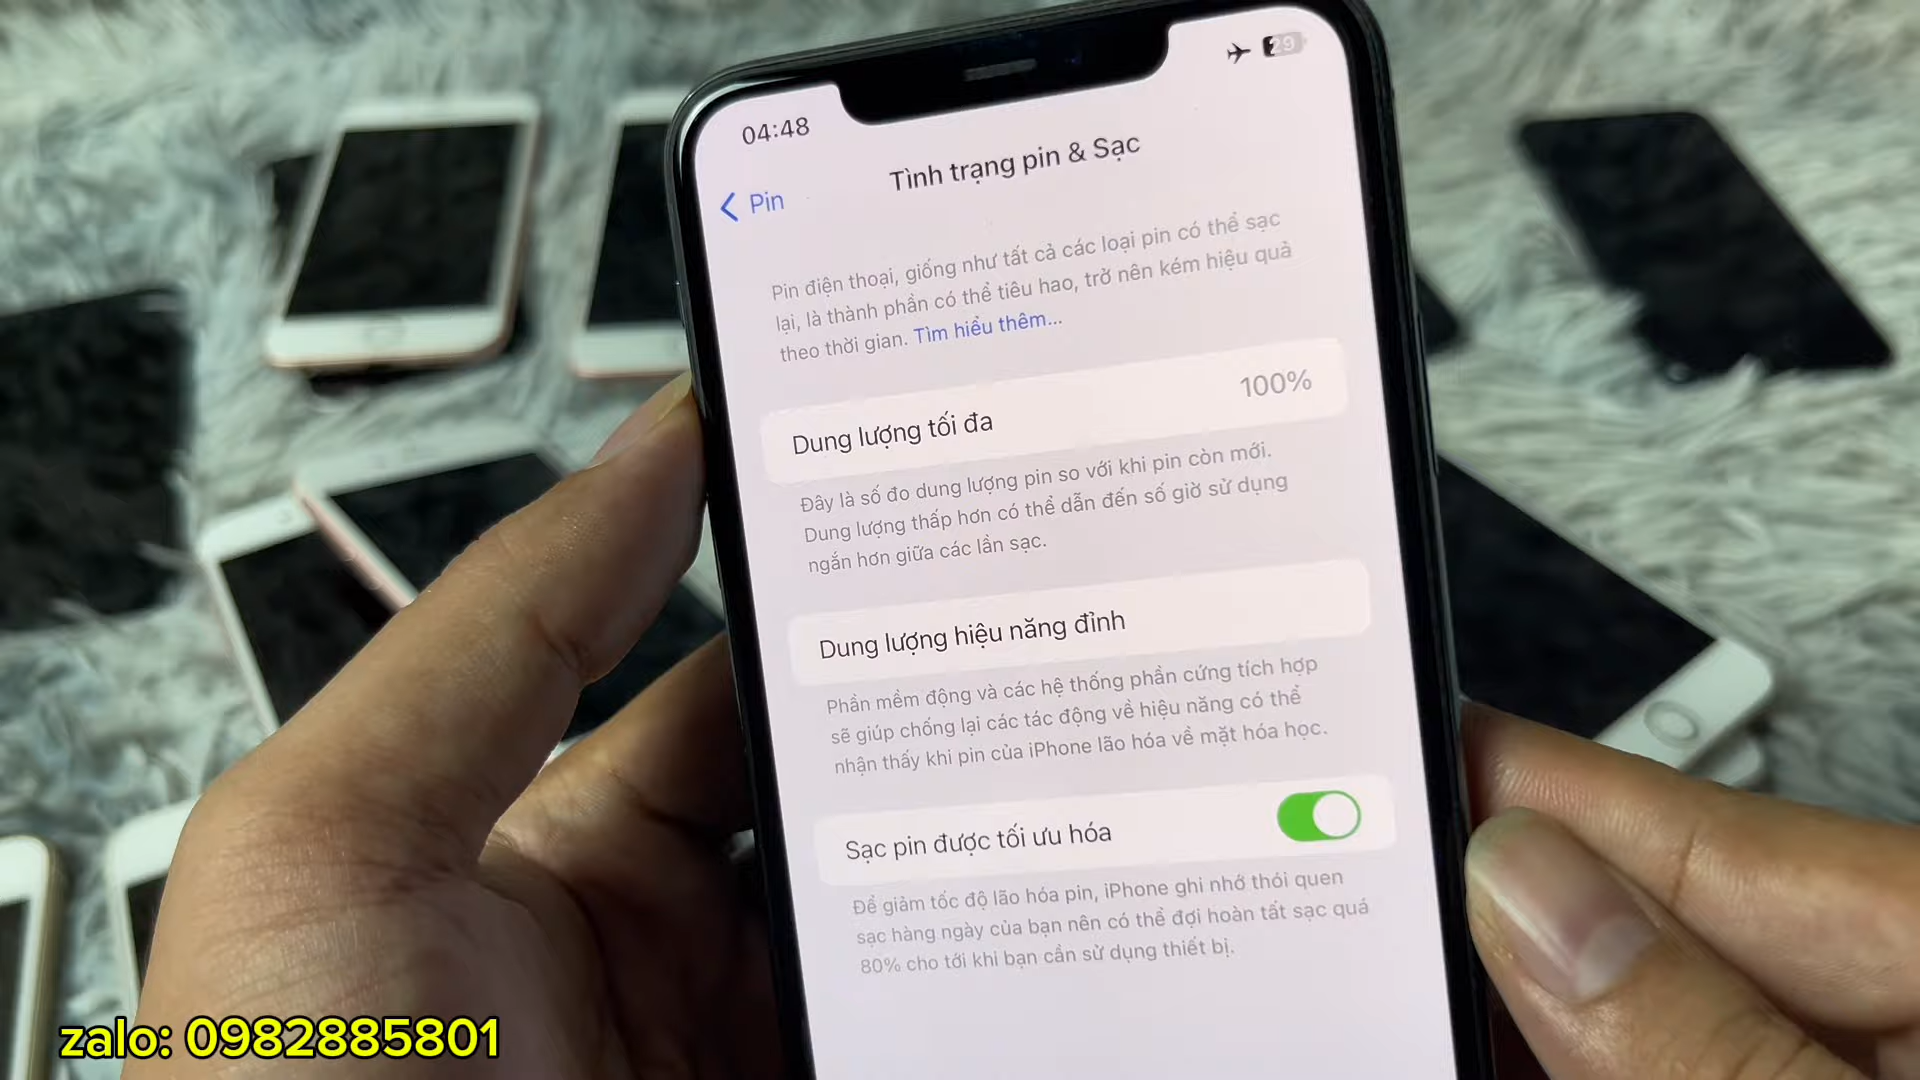 04:48
29
Pin
Tình trạng pin & Sạc
Pin điện thoại, giống như tất cả các loại pin có thể sạc
lại, là thành phần có thể tiêu hao, trở nên kém hiệu quả
theo thời gian. Tìm hiểu thêm...
Dung lượng tối đa 100%
Đây là số đo dung lượng pin so với khi pin còn mới.
Dung lượng thấp hơn có thể dẫn đến số giờ sử dụng
ngắn hơn giữa các lần sạc.
Dung lượng hiệu năng đỉnh
Phần mềm động và các hệ thống phần cứng tích hợp
sẽ giúp chống lại các tác động về hiệu năng có thể
nhận thấy khi pin của iPhone lão hóa về mặt hóa học.
Sạc pin được tối ưu hóa
Để giảm tốc độ lão hóa pin, iPhone ghi nhớ thói quen
sạc hàng ngày của bạn nên có thể đợi hoàn tất sạc quá
80% cho tới khi bạn cần sử dụng thiết bị.
zalo: 0982885801